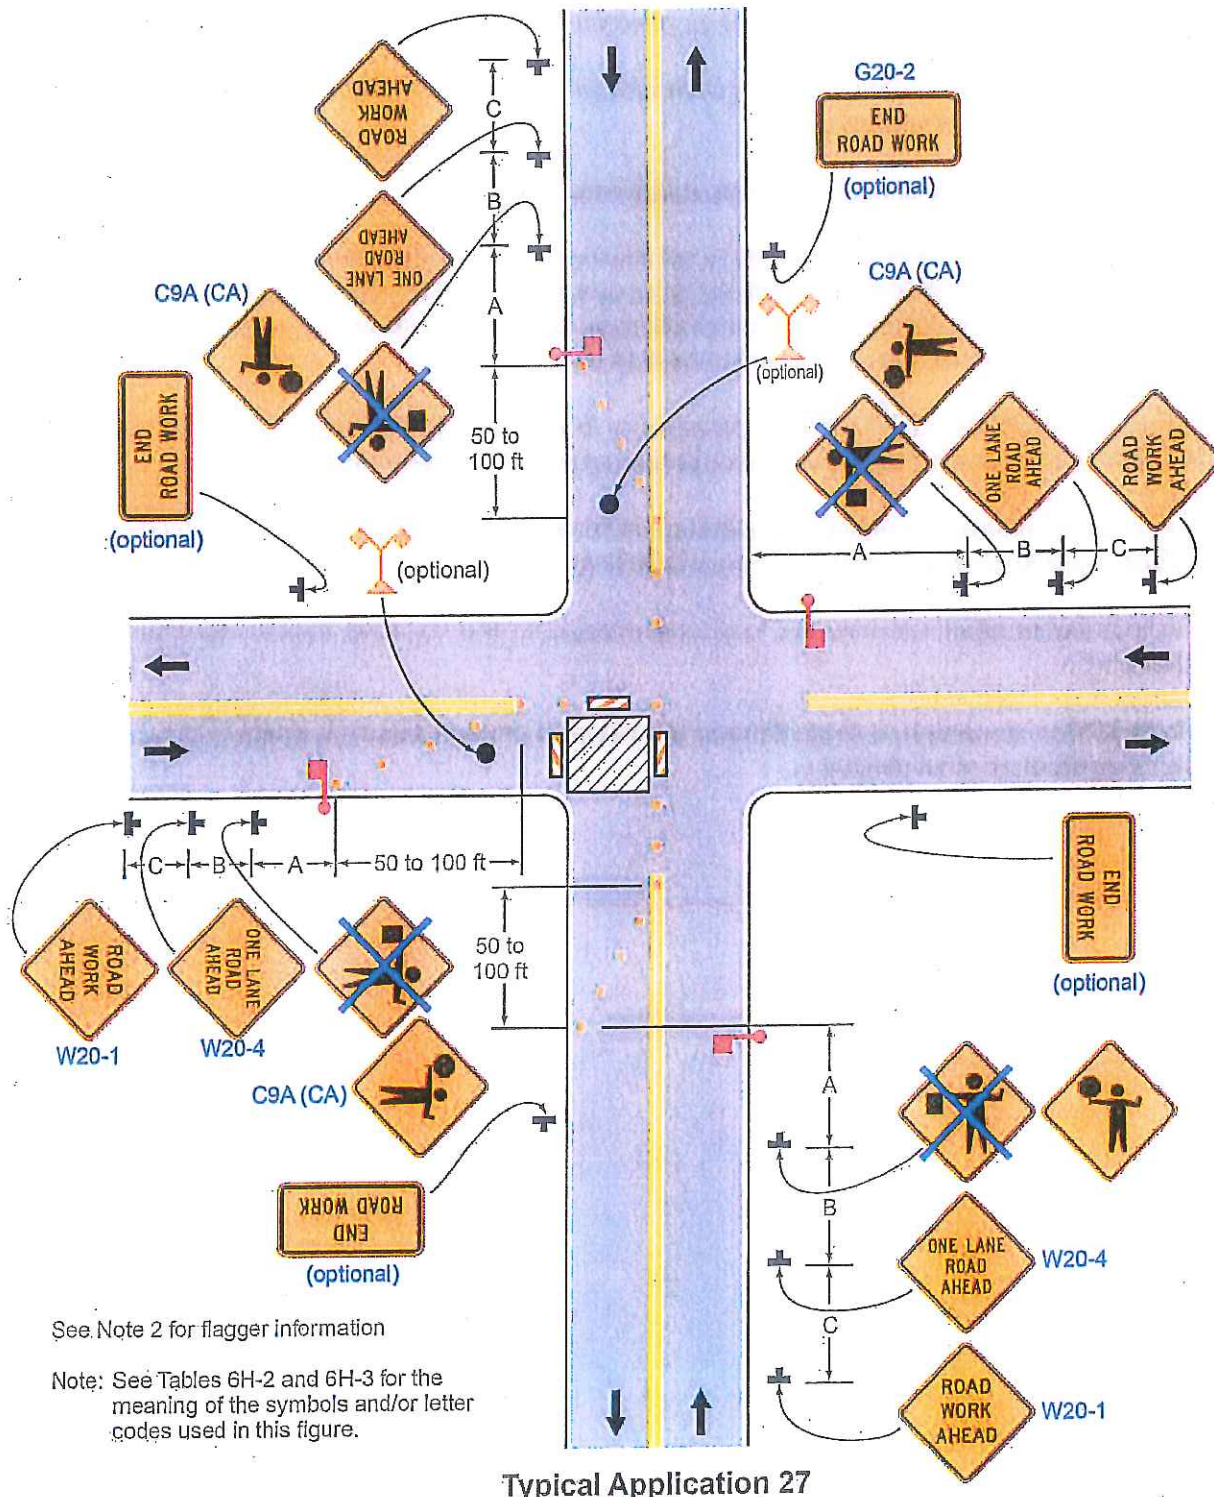 ROAD
WORK
AHEAD
C
B
A
ONE LANE
ROAD
AHEAD
G20-2
END
ROAD WORK
(optional)
C9A (CA)
C9A (CA)
(optional)
END
ROAD WORK
(optional)
50 to
100 ft
(optional)
ONE LANE
ROAD
AHEAD
ROAD
WORK
AHEAD
A
B
C
C
B
A
50 to 100 ft
END
ROAD WORK
(optional)
ROAD
WORK
AHEAD
W20-1
ONE LANE
ROAD
AHEAD
W20-4
C9A (CA)
50 to
100 ft
END
ROAD WORK
(optional)
A
B
C
ONE LANE
ROAD
AHEAD
W20-4
ROAD
WORK
AHEAD
W20-1
See Note 2 for flagger information
Note: See Tables 6H-2 and 6H-3 for the
meaning of the symbols and/or letter
codes used in this figure.
Typical Application 27